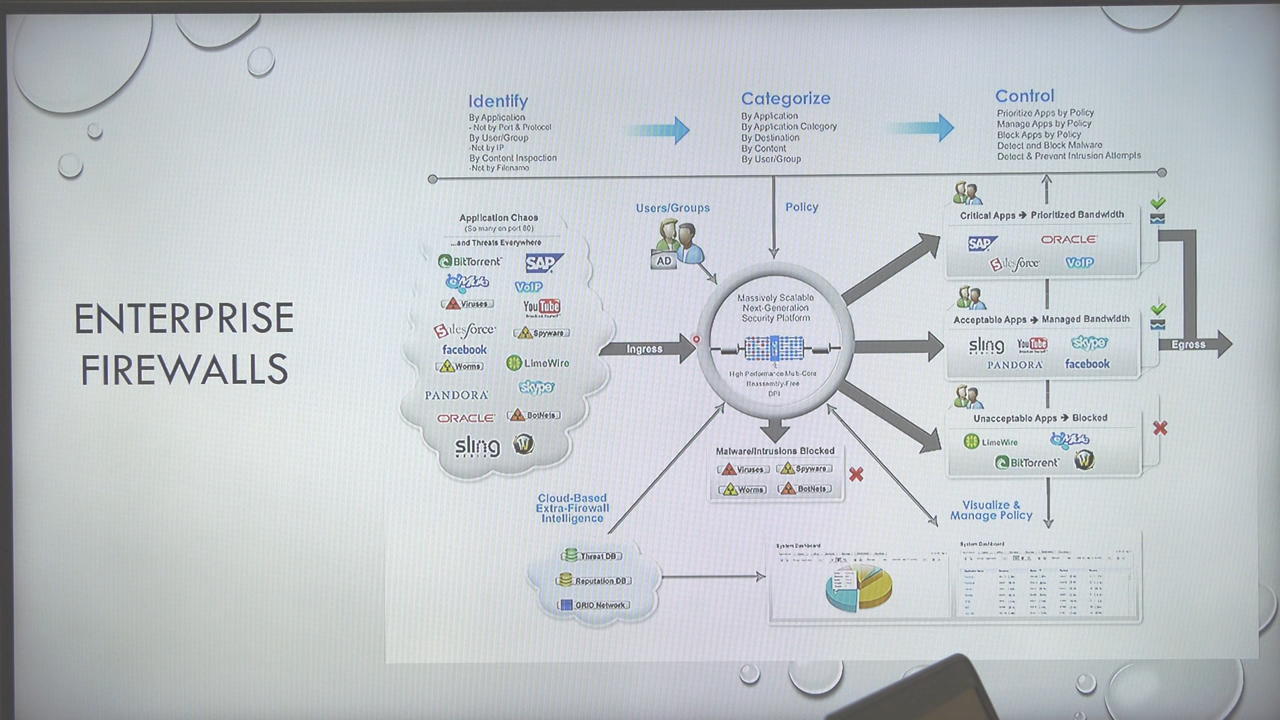 ENTERPRISE
FIREWALLS
Identify
By Application
- Not by Port & Protocol
By User/Group
-Not by IP
By Content Inspection
-Not by Filename
Categorize
By Application
By Application Category
By Destination
By Content
By User/Group
Control
Prioritize Apps by Policy
Manage Apps by Policy
Block Apps by Policy
Detect and Block Malware
Detect & Prevent Intrusion Attempts
Application Chaos
(So many on port 80)
...and Threats Everywhere
BitTorrent
SAP
VoIP
Viruses
YouTube
Salesforce
Spyware
facebook
Worms
LimeWire
PANDORA
skype
ORACLE
BotNets
sling
MEDIA
W
Users/Groups
AD
Policy
Ingress
Massively Scalable
Next-Generation
Security Platform
High Performance Multi-Core
Reassembly-Free
DPI
Malware/Intrusions Blocked
Viruses
Spyware
Worms
BotNets
Critical Apps → Prioritized Bandwidth
SAP
ORACLE
Salesforce
VoIP
Acceptable Apps → Managed Bandwidth
sling
YouTube
skype
PANDORA
facebook
Egress
Unacceptable Apps → Blocked
LimeWire
BitTorrent
W
Cloud-Based
Extra-Firewall
Intelligence
Threat DB
Reputation DB
GRID Network
Visualize &
Manage Policy
System Dashboard
System Dashboard